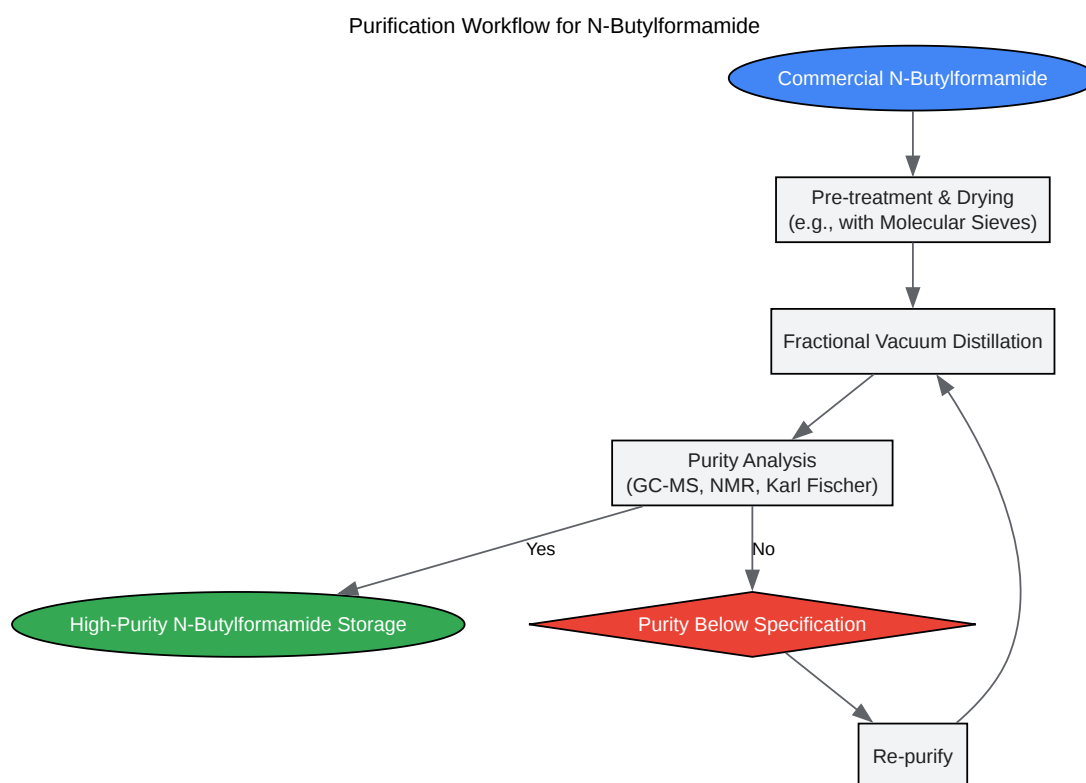 Purification Workflow for N-Butylformamide
Commercial N-Butylformamide
Pre-treatment & Drying
(e.g., with Molecular Sieves)
Fractional Vacuum Distillation
Purity Analysis
(GC-MS, NMR, Karl Fischer)
Yes
No
High-Purity N-Butylformamide Storage
Purity Below Specification
Re-purify